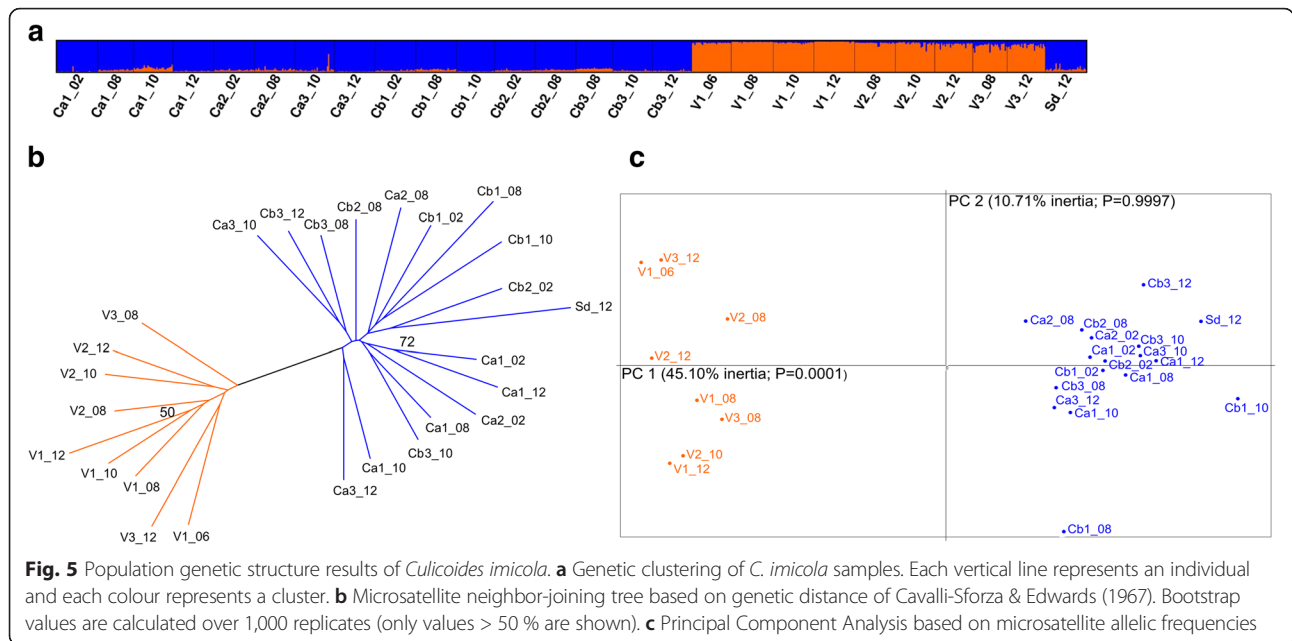 a
Ca1_02 Ca1_08 Ca1_10 Ca1_12 Ca2_02 Ca2_08 Ca3_10 Ca3_12 Cb1_02 Cb1_08 Cb1_10 Cb2_02 Cb2_08 Cb3_08 Cb3_10 Cb3_12 V1_06 V1_08 V1_10 V1_12 V2_08 V2_10 V2_12 V3_08 V3_12 Sd_12
b
Cb1_08
Ca2_08
Cb2_08
Cb3_12
Cb1_02
Cb3_08
Ca3_10
Cb1_10
Cb2_02
Sd_12
V3_08
72
V2_12
Ca1_02
V2_10
Ca1_12
V2_08
50
Ca2_02
Ca1_08
V1_12
Cb3_10
V1_10
Ca1_10
V1_08
Ca3_12
V3_12
V1_06
c
PC 2 (10.71% inertia; P=0.9997)
V3_12
V1_06
Cb3_12
V2_08
Ca2_08
Sd_12
Cb2_08
Ca2_02
Cb3_10
Ca1_02
Ca3_10
V2_12
Ca1_12
Cb2_02
PC 1 (45.10% inertia; P=0.0001)
Cb1_02
Ca1_08
Cb3_08
V1_08
Ca3_12
Cb1_10
Ca1_10
V3_08
V2_10
V1_12
Cb1_08
Fig. 5 Population genetic structure results of Culicoides imicola. a Genetic clustering of C. imicola samples. Each vertical line represents an individual
and each colour represents a cluster. b Microsatellite neighbor-joining tree based on genetic distance of Cavalli-Sforza & Edwards (1967). Bootstrap
values are calculated over 1,000 replicates (only values > 50 % are shown). c Principal Component Analysis based on microsatellite allelic frequencies